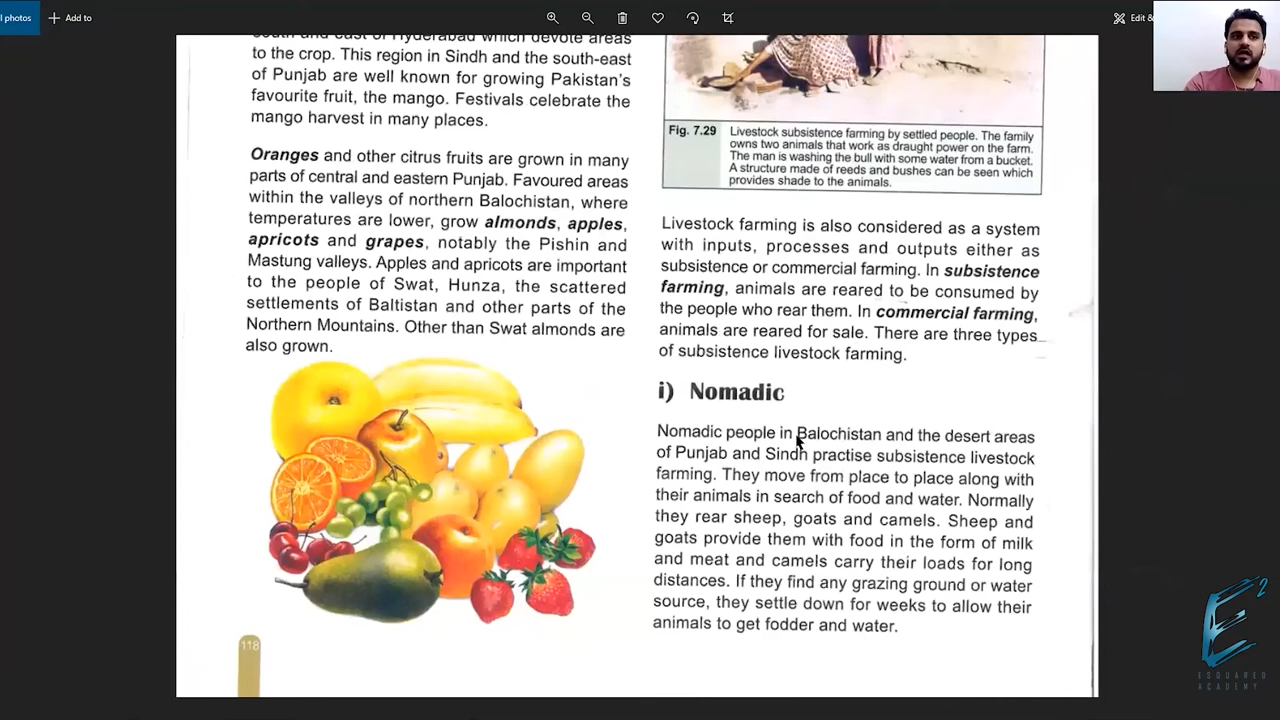 l photos
Add to
Edit &
south and east of Hyderabad which devote areas
to the crop. This region in Sindh and the south-east
of Punjab are well known for growing Pakistan's
favourite fruit, the mango. Festivals celebrate the
mango harvest in many places.
Oranges and other citrus fruits are grown in many
parts of central and eastern Punjab. Favoured areas
within the valleys of northern Balochistan, where
temperatures are lower, grow almonds, apples,
apricots and grapes, notably the Pishin and
Mastung valleys. Apples and apricots are important
to the people of Swat, Hunza, the scattered
settlements of Baltistan and other parts of the
Northern Mountains. Other than Swat almonds are
also grown.
118
Fig. 7.29
Livestock subsistence farming by settled people. The family
owns two animals that work as draught power on the farm.
The man is washing the bull with some water from a bucket.
A structure made of reeds and bushes can be seen which
provides shade to the animals.
Livestock farming is also considered as a system
with inputs, processes and outputs either as
subsistence or commercial farming. In subsistence
farming, animals are reared to be consumed by
the people who rear them. In commercial farming,
animals are reared for sale. There are three types
of subsistence livestock farming.
i) Nomadic
Nomadic people in Balochistan and the desert areas
of Punjab and Sindh practise subsistence livestock
farming. They move from place to place along with
their animals in search of food and water. Normally
they rear sheep, goats and camels. Sheep and
goats provide them with food in the form of milk
and meat and camels carry their loads for long
distances. If they find any grazing ground or water
source, they settle down for weeks to allow their
animals to get fodder and water.
E2
ESQUARED
ACADEMY